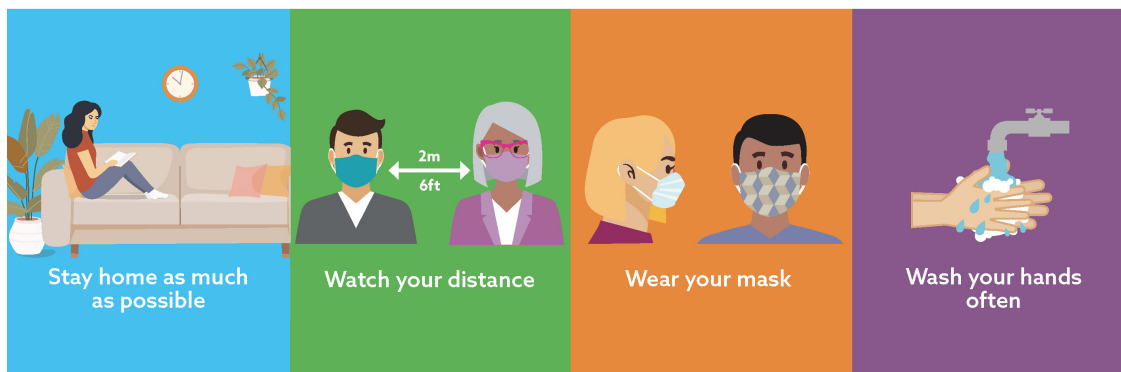 Stay home as much
as possible
2m
6ft
Watch your distance
Wear your mask
Wash your hands
often